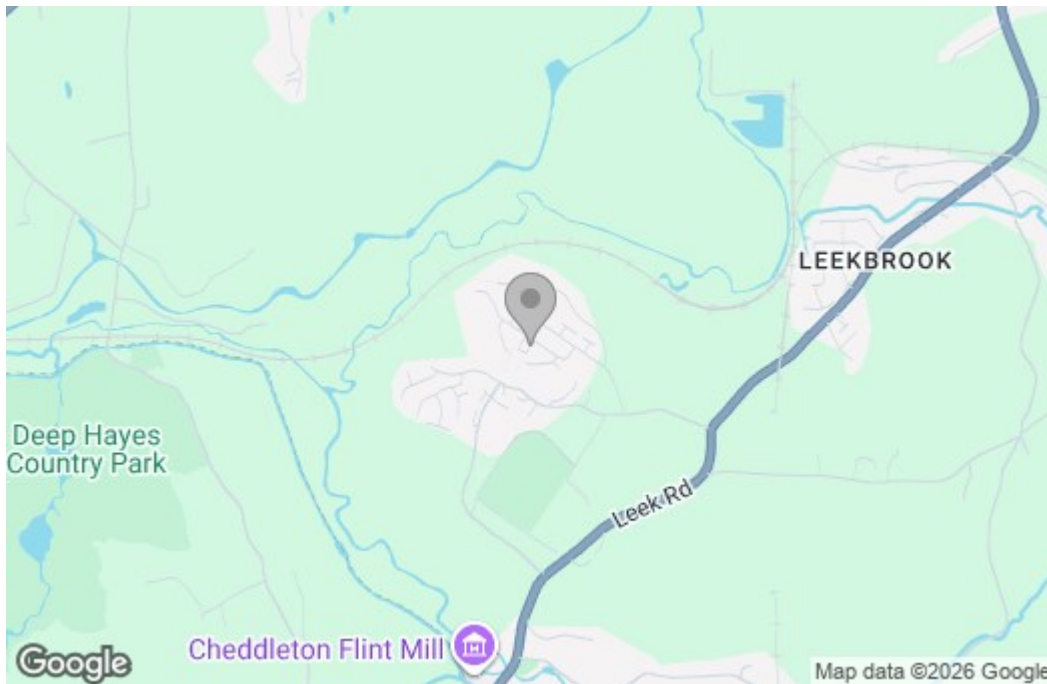 LEEKBROOK
Deep Hayes
Country Park
Leek Rd
Cheddleton Flint Mill
Google
Map data ©2026 Google